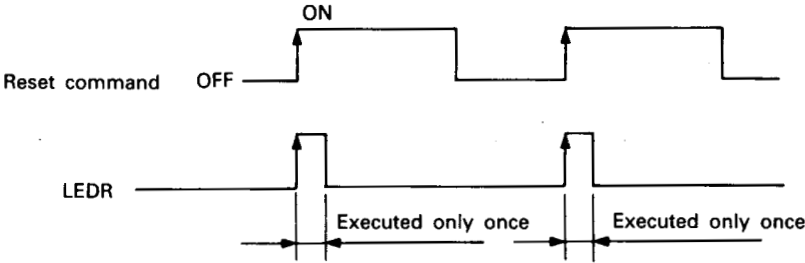 ON
Reset command OFF
LEDR
Executed only once Executed only once